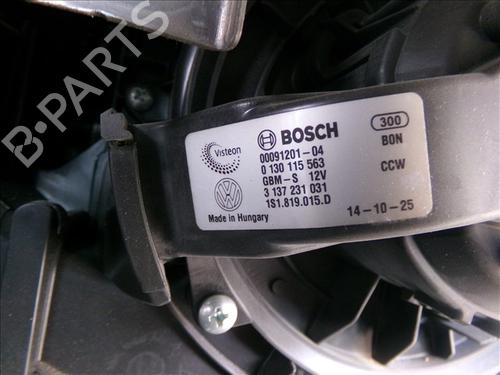 Visteon
BOSCH
300
00091201-04
BON
0 130 115 563
GBM-S 12V
CCW
3 137 231 031
1S1.819.015.D
Made in Hungary
14-10-25
B-PARTS